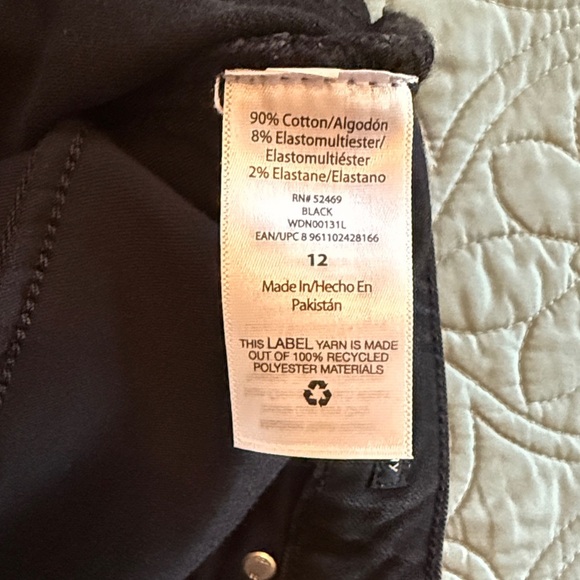 90% Cotton/Algodón
8% Elastomultiester/
Elastomultiéster
2% Elastane/Elastano
RN# 52469
BLACK
WDN00131L
EAN/UPC 8 961102428166
12
Made In/Hecho En
Pakistán
THIS LABEL YARN IS MADE
OUT OF 100% RECYCLED
POLYESTER MATERIALS